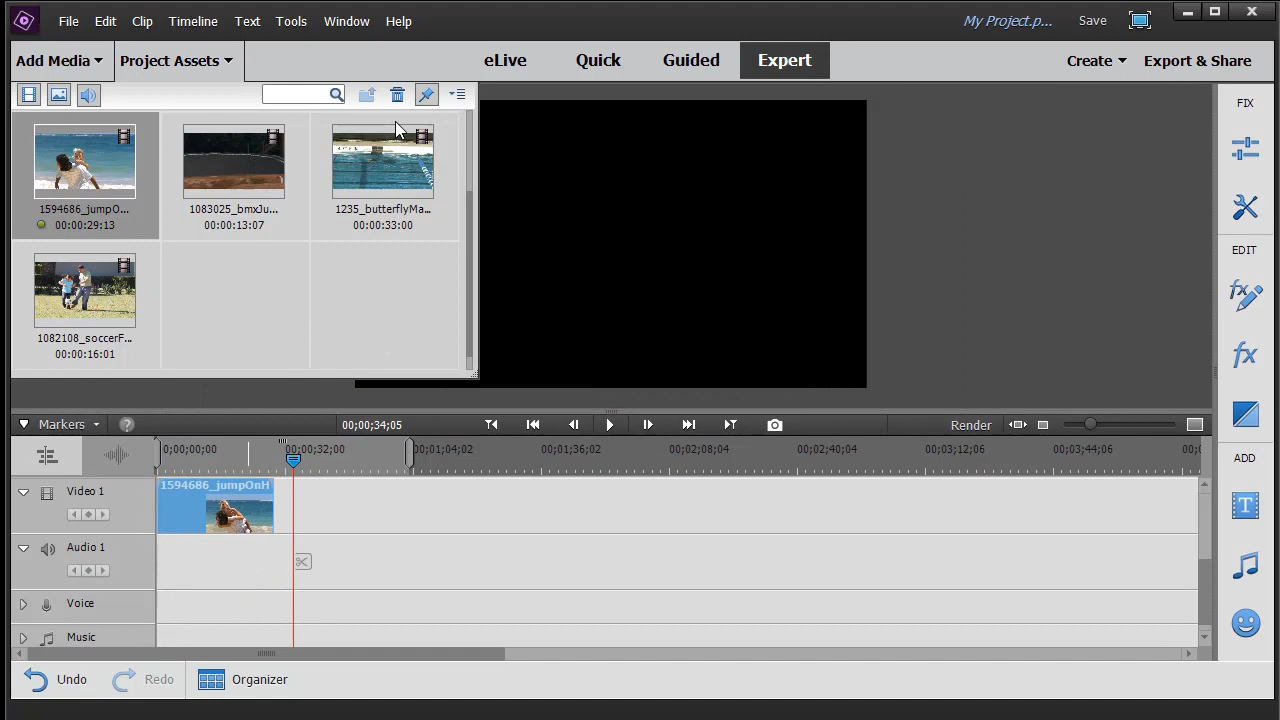 File Edit Clip Timeline Text Tools Window Help My Project.p... Save
Add Media Project Assets eLive Quick Guided Expert Create Export & Share
FIX
1594686_jumpO... 1083025_bmxJu... 1235_butterflyMa...
00:00:29:13 00:00:13:07 00:00:33:00
EDIT
1082108_soccerF...
00:00:16:01
Markers ? 00;00;34;05 Render
0;00;00;00 00;00;32;00 00;01;04;02 00;01;36;02 00;02;08;04 00;02;40;04 00;03;12;06 00;03;44;06
ADD
Video 1 1594686_jumpOnH
Audio 1
Voice
Music
Undo Redo Organizer